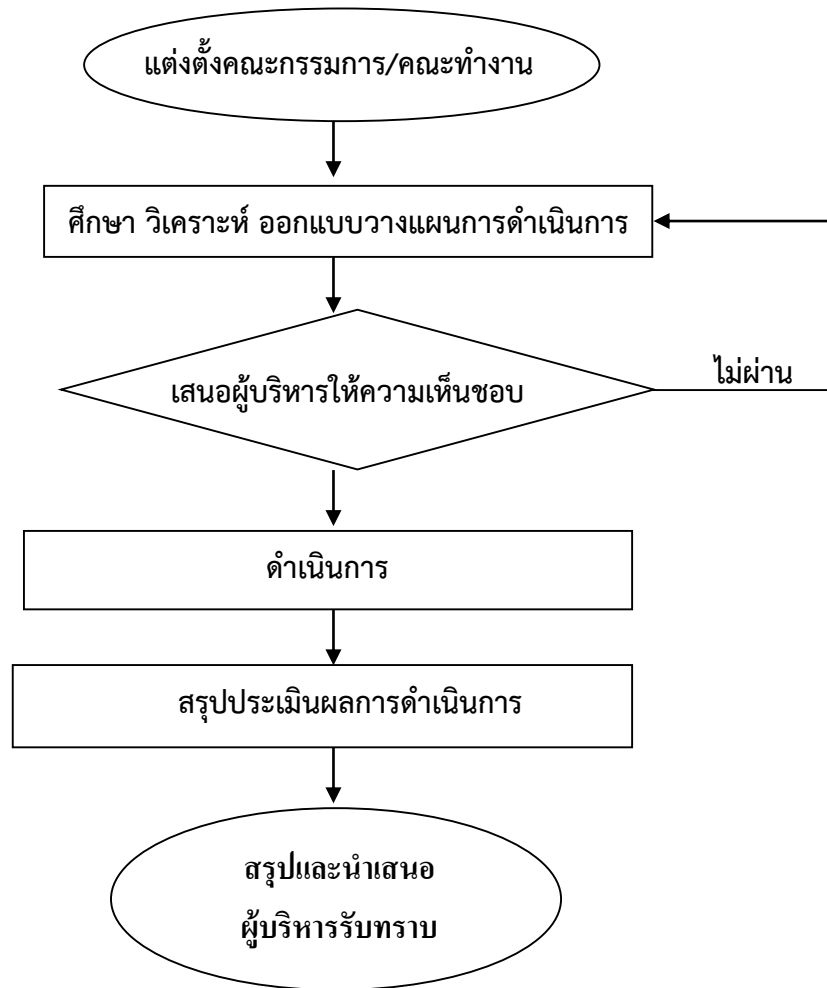 แต่งตั้งคณะกรรมการ/คณะทำงาน
ศึกษา วิเคราะห์ ออกแบบวางแผนการดำเนินการ
เสนอผู้บริหารให้ความเห็นชอบ
ไม่ผ่าน
ดำเนินการ
สรุปประเมินผลการดำเนินการ
สรุปและนำเสนอ
ผู้บริหารรับทราบ